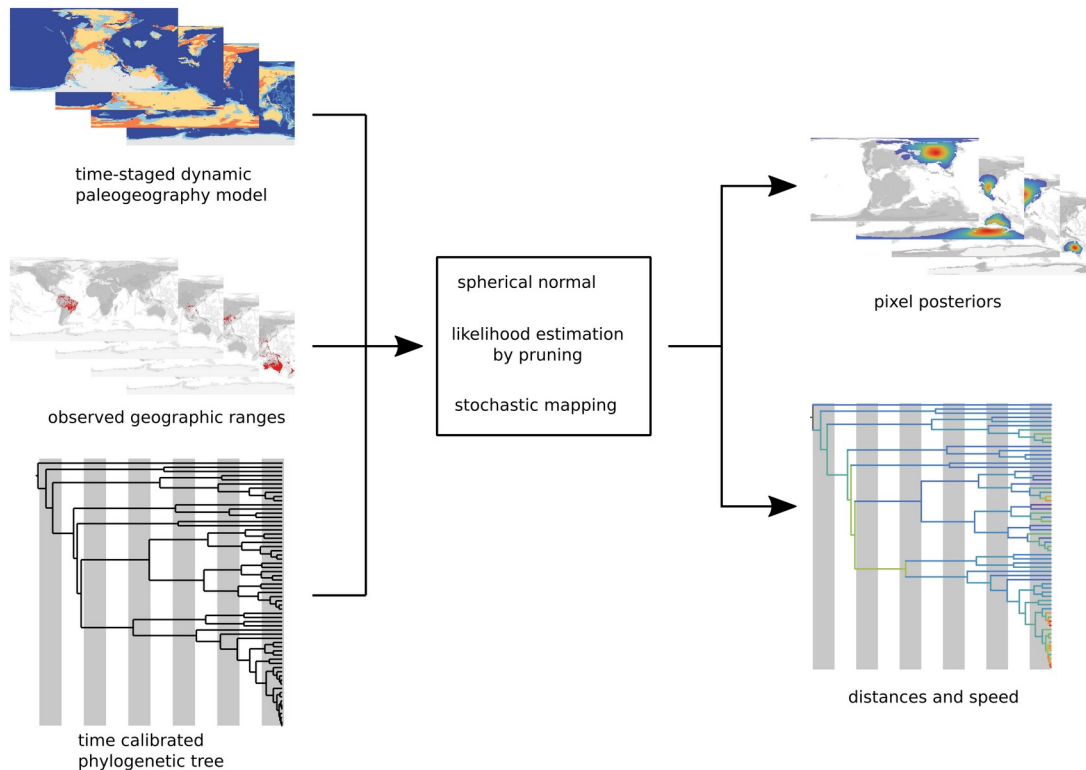 time-staged dynamic
paleogeography model
observed geographic ranges
time calibrated
phylogenetic tree
spherical normal
likelihood estimation
by pruning
stochastic mapping
pixel posteriors
distances and speed